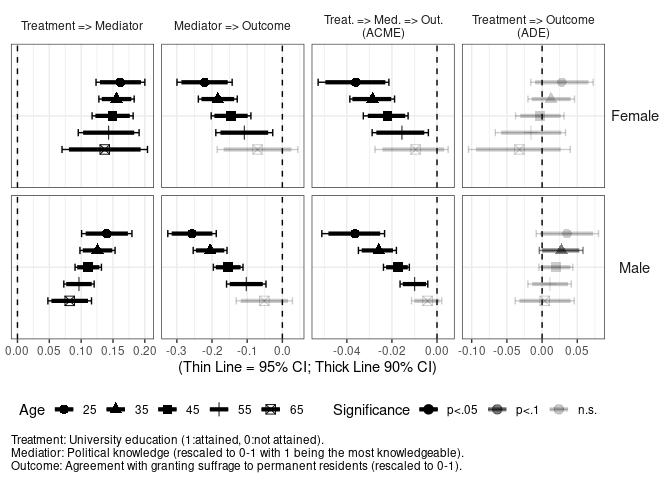 Treatment => Mediator
Mediator => Outcome
Treat. => Med. => Out.
(ACME)
Treatment => Outcome
(ADE)
Female
Male
0.00 0.05 0.10 0.15 0.20
-0.3 -0.2 -0.1 0.0
-0.04 -0.02 0.00
-0.10 -0.05 0.00 0.05
(Thin Line = 95% CI; Thick Line 90% CI)
Age 25 35 45 55 65 Significance p<.05 p<.1 n.s.
Treatment: University education (1:attained, 0:not attained).
Mediatior: Political knowledge (rescaled to 0-1 with 1 being the most knowledgeable).
Outcome: Agreement with granting suffrage to permanent residents (rescaled to 0-1).